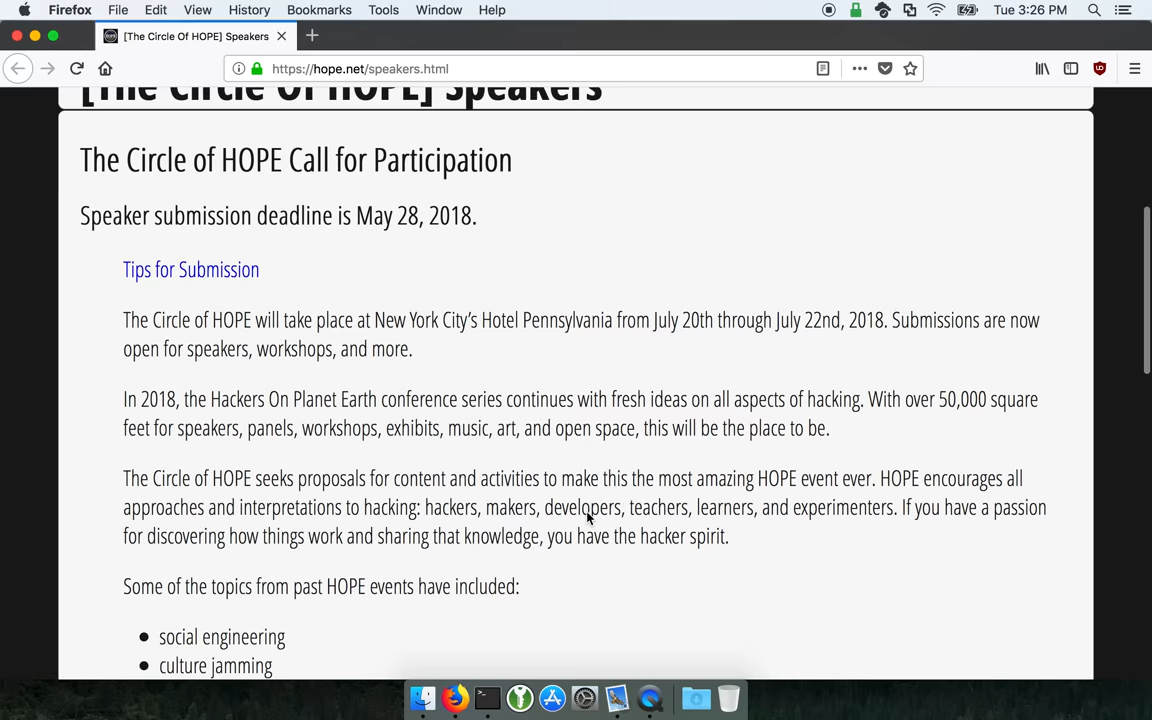 Firefox File Edit View History Bookmarks Tools Window Help Tue 3:26 PM
[The Circle Of HOPE] Speakers
https://hope.net/speakers.html
[The Circle Of HOPE] Speakers
The Circle of HOPE Call for Participation
Speaker submission deadline is May 28, 2018.
Tips for Submission
The Circle of HOPE will take place at New York City's Hotel Pennsylvania from July 20th through July 22nd, 2018. Submissions are now
open for speakers, workshops, and more.
In 2018, the Hackers On Planet Earth conference series continues with fresh ideas on all aspects of hacking. With over 50,000 square
feet for speakers, panels, workshops, exhibits, music, art, and open space, this will be the place to be.
The Circle of HOPE seeks proposals for content and activities to make this the most amazing HOPE event ever. HOPE encourages all
approaches and interpretations to hacking: hackers, makers, developers, teachers, learners, and experimenters. If you have a passion
for discovering how things work and sharing that knowledge, you have the hacker spirit.
Some of the topics from past HOPE events have included:
● social engineering
● culture jamming